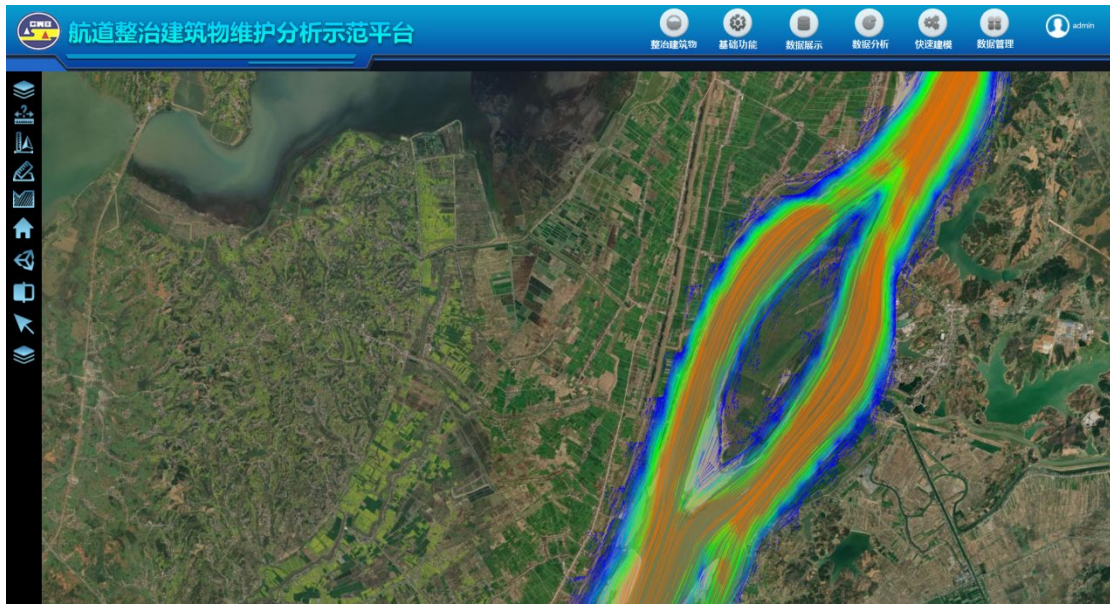 CWB
航道整治建筑物维护分析示范平台
整治建筑物
基础功能
数据展示
数据分析
快速建模
数据管理
admin